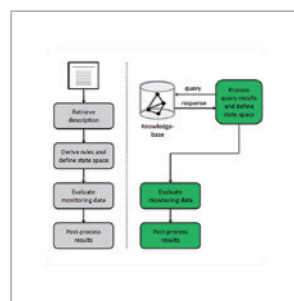 Retrieve
description
Derive rules and
define state space
Evaluate
monitoring data
Post-process
results
query
response
Knowledge-
base
Process
query results
and define
state space
Evaluate
monitoring data
Post-process
results